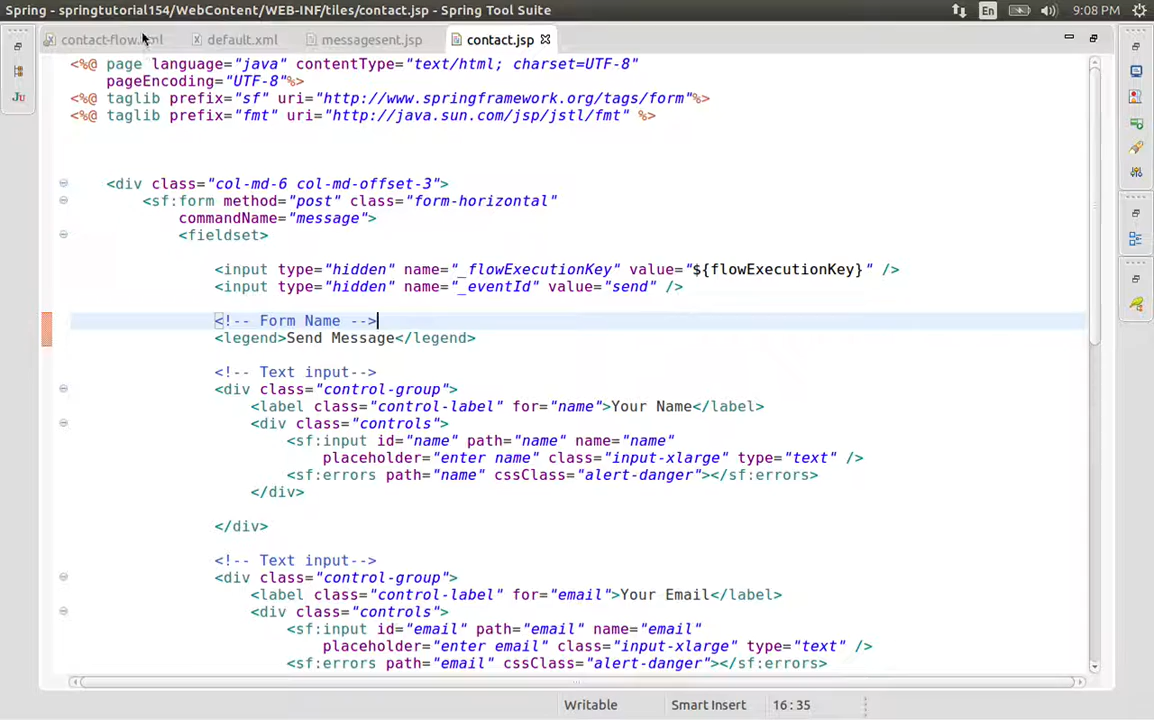 Spring - springtutorial154/WebContent/WEB-INF/tiles/contact.jsp - Spring Tool Suite
En
9:08 PM
contact-flow.xml
default.xml
messagesent.jsp
contact.jsp
<%@ page language="java" contentType="text/html; charset=UTF-8"
pageEncoding="UTF-8"%>
<%@ taglib prefix="sf" uri="http://www.springframework.org/tags/form"%>
<%@ taglib prefix="fmt" uri="http://java.sun.com/jsp/jstl/fmt" %>
<div class="col-md-6 col-md-offset-3">
<sf:form method="post" class="form-horizontal"
commandName="message">
<fieldset>
<input type="hidden" name="_flowExecutionKey" value="${flowExecutionKey}" />
<input type="hidden" name="_eventId" value="send" />
<!-- Form Name -->
<legend>Send Message</legend>
<!-- Text input-->
<div class="control-group">
<label class="control-label" for="name">Your Name</label>
<div class="controls">
<sf:input id="name" path="name" name="name"
placeholder="enter name" class="input-xlarge" type="text" />
<sf:errors path="name" cssClass="alert-danger"></sf:errors>
</div>
</div>
<!-- Text input-->
<div class="control-group">
<label class="control-label" for="email">Your Email</label>
<div class="controls">
<sf:input id="email" path="email" name="email"
placeholder="enter email" class="input-xlarge" type="text" />
<sf:errors path="email" cssClass="alert-danger"></sf:errors>
Writable
Smart Insert
16 : 35
Ju